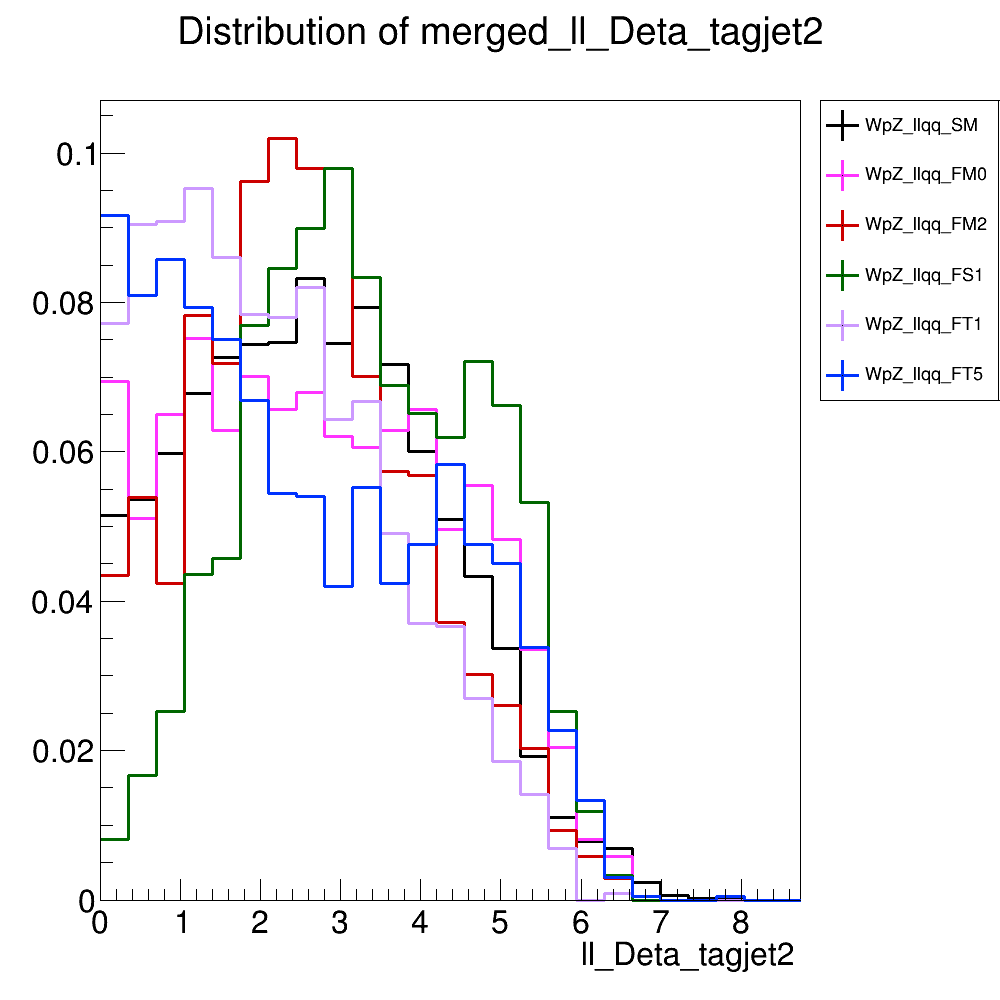 Distribution of merged_ll_Deta_tagjet2
0.1
0.08
0.06
0.04
0.02
0
0 1 2 3 4 5 6 7 8
ll_Deta_tagjet2
WpZ_llqq_SM
WpZ_llqq_FM0
WpZ_llqq_FM2
WpZ_llqq_FS1
WpZ_llqq_FT1
WpZ_llqq_FT5